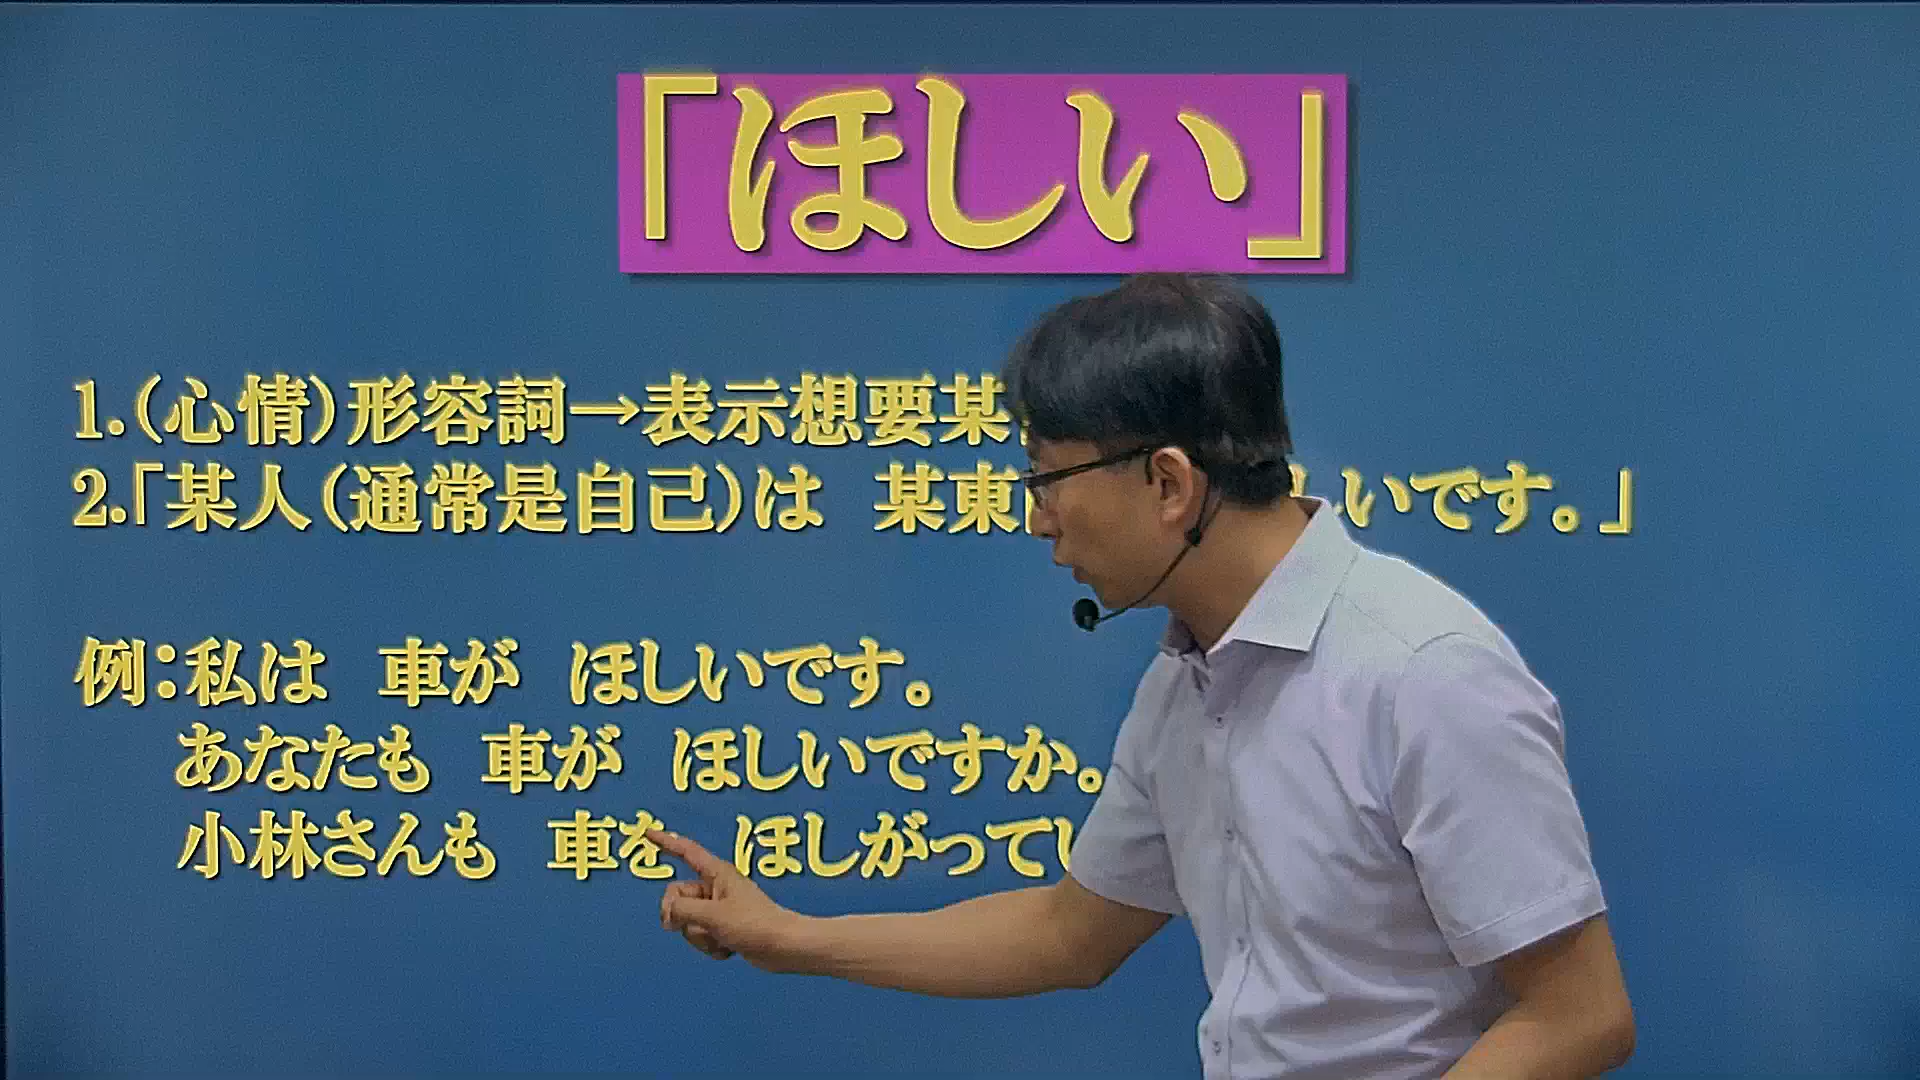 「ほしい」
1.(心情)形容詞→表示想要某
2.「某人(通常是自己)は 某東 しいです。」
例:私は 車が ほしいです。
あなたも 車が ほしいですか。
小林さんも 車を ほしがってい